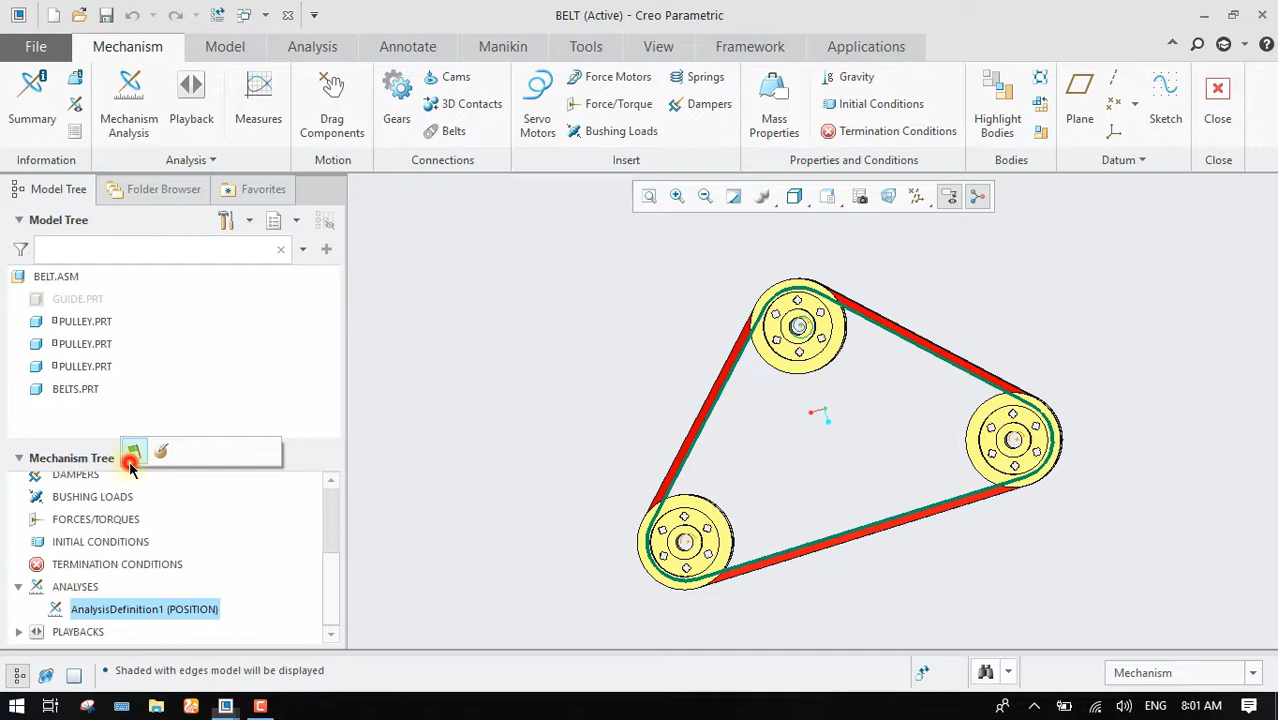 BELT (Active) - Creo Parametric
File Mechanism Model Analysis Annotate Manikin Tools View Framework Applications
Summary
Mechanism Analysis
Playback
Measures
Drag Components
Gears
Cams
3D Contacts
Belts
Servo Motors
Force Motors
Force/Torque
Bushing Loads
Springs
Dampers
Mass Properties
Gravity
Initial Conditions
Termination Conditions
Highlight Bodies
Plane
Sketch
Close
Information Analysis Motion Connections Insert Properties and Conditions Bodies Datum Close
Model Tree Folder Browser Favorites
Model Tree
BELT.ASM
GUIDE.PRT
PULLEY.PRT
PULLEY.PRT
PULLEY.PRT
BELTS.PRT
Mechanism Tree
DAMPERS
BUSHING LOADS
FORCES/TORQUES
INITIAL CONDITIONS
TERMINATION CONDITIONS
ANALYSES
AnalysisDefinition1 (POSITION)
PLAYBACKS
• Shaded with edges model will be displayed
Mechanism
ENG 8:01 AM